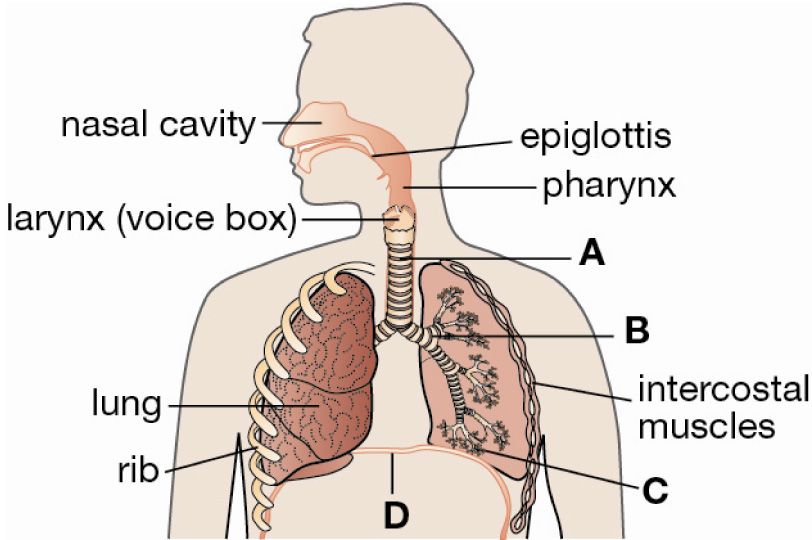 nasal cavity
epiglottis
pharynx
larynx (voice box)
A
B
lung
intercostal
muscles
rib
C
D